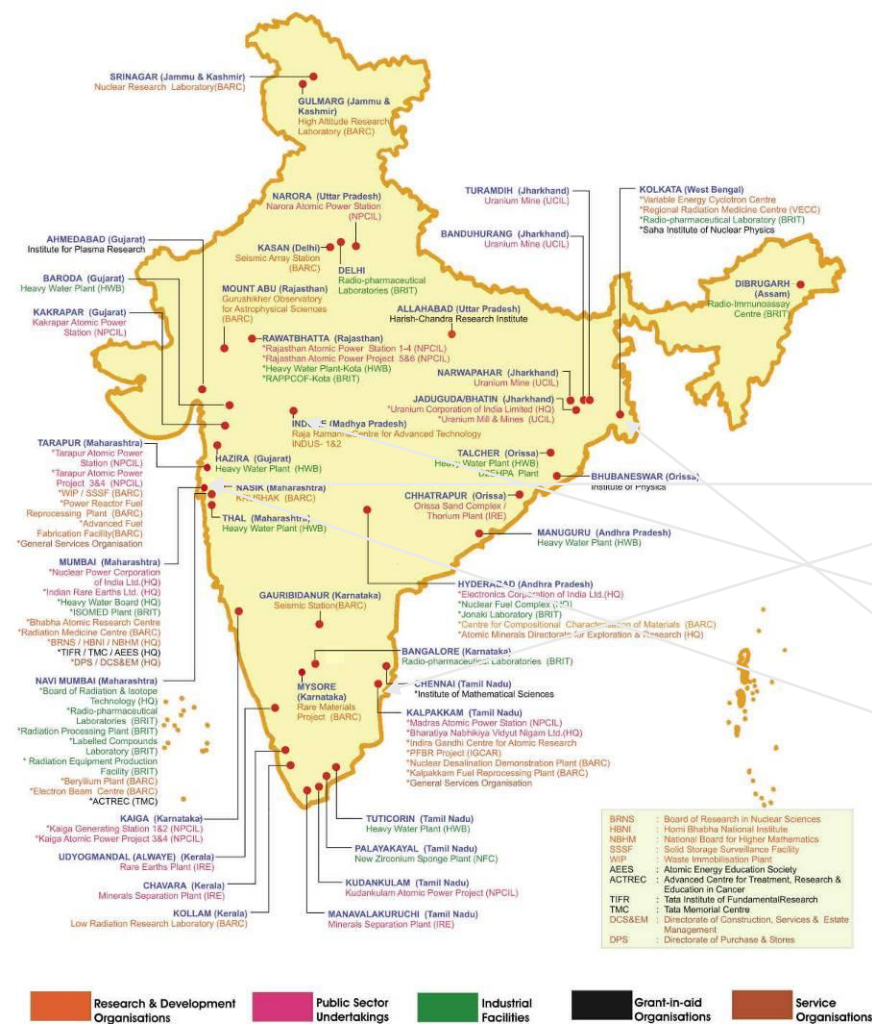 SRINAGAR (Jammu & Kashmir)
Nuclear Research Laboratory(BARC)
GULMARG (Jammu &
Kashmir)
High Altitude Research
Laboratory (BARC)
NARORA (Uttar Pradesh)
Narora Atomic Power Station
(NPCIL)
TURAMDIH (Jharkhand)
Uranium Mine (UCIL)
KOLKATA (West Bengal)
*Variable Energy Cyclotron Centre
*Regional Radiation Medicine Centre (VECC)
*Radio-pharmaceutical Laboratory (BRIT)
*Saha Institute of Nuclear Physics
AHMEDABAD (Gujarat)
Institute for Plasma Research
KASAN (Delhi)
Seismic Array Station
(BARC)
BANDUHURANG (Jharkhand)
Uranium Mine (UCIL)
DELHI
Radio-pharmaceutical
Laboratories (BRIT)
BARODA (Gujarat)
Heavy Water Plant (HWB)
MOUNT ABU (Rajasthan)
Gurushikher Observatory
for Astrophysical Sciences
(BARC)
DIBRUGARH
(Assam)
Radio-Immunoassay
Centre (BRIT)
KAKRAPAR (Gujarat)
Kakrapar Atomic Power
Station (NPCIL)
ALLAHABAD (Uttar Pradesh)
Harish-Chandra Research Institute
RAWATBHATTA (Rajasthan)
*Rajasthan Atomic Power Station 1-4 (NPCIL)
*Rajasthan Atomic Power Project 5&6 (NPCIL)
*Heavy Water Plant-Kota (HWB)
*RAPPCOF-Kota (BRIT)
NARWAPAHAR (Jharkhand)
Uranium Mine (UCIL)
JADUGUDA/BHATIN (Jharkhand)
*Uranium Corporation of India Limited (HQ)
*Uranium Mill & Mines (UCIL)
(Madhya Pradesh)
Raja Centre for Advanced Technology
INDUS- 1&2
TARAPUR (Maharashtra)
*Tarapur Atomic Power
Station (NPCIL)
*Tarapur Atomic Power
Project 3&4 (NPCIL)
*WIP / SSSF (BARC)
*Power Reactor Fuel
Reprocessing Plant (BARC)
*Advanced Fuel
Fabrication Facility(BARC)
*General Services Organisation
HAZIRA (Gujarat)
Heavy Water Plant (HWB)
TALCHER (Orissa)
Heavy Water Plant (HWB)
Plant
BHUBANESWAR (Orissa)
Institute of Physics
NASIK (Maharashtra)
(BARC)
CHHATRAPUR (Orissa)
Orissa Sand Complex /
Thorium Plant (IRE)
THAL (Maharashtra)
Heavy Water Plant (HWB)
MANUGURU (Andhra Pradesh)
Heavy Water Plant (HWB)
MUMBAI (Maharashtra)
*Nuclear Power Corporation
of India Ltd.(HQ)
*Indian Rare Earths Ltd. (HQ)
*Heavy Water Board (HQ)
*ISOMED Plant (BRIT)
*Bhabha Atomic Research Centre
*Radiation Medicine Centre (BARC)
*BRNS / HBNI / NBHM (HQ)
*TIFR / TMC / AEES (HQ)
*DPS / DCS&EM (HQ)
HYDERABAD (Andhra Pradesh)
*Electronics Corporation of India Ltd.(HQ)
*Nuclear Fuel Complex (HQ)
*Jonaki Laboratory (BRIT)
*Centre for Compositional Characterisation of Materials (BARC)
*Atomic Minerals Directorate for Exploration & Research (HQ)
GAURIBIDANUR (Karnataka)
Seismic Station(BARC)
BANGALORE (Karnataka)
Radio-pharmaceutical Laboratories (BRIT)
NAVI MUMBAI (Maharashtra)
*Board of Radiation & Isotope
Technology (HQ)
*Radio-pharmaceutical
Laboratories (BRIT)
*Radiation Processing Plant (BRIT)
*Labelled Compounds
Laboratory (BRIT)
* Radiation Equipment Production
Facility (BRIT)
*Beryllium Plant (BARC)
*Electron Beam Centre (BARC)
*ACTREC (TMC)
MYSORE
(Karnataka)
Rare Materials
Project (BARC)
CHENNAI (Tamil Nadu)
*Institute of Mathematical Sciences
KALPAKKAM (Tamil Nadu)
*Madras Atomic Power Station (NPCIL)
*Bharatiya Nabhikiya Vidyut Nigam Ltd.(HQ)
*Indira Gandhi Centre for Atomic Research
*PFBR Project (IGCAR)
*Nuclear Desalination Demonstration Plant (BARC)
*Kalpakkam Fuel Reprocessing Plant (BARC)
*General Services Organisation
KAIGA (Karnataka)
*Kaiga Generating Station 1&2 (NPCIL)
*Kaiga Atomic Power Project 3&4 (NPCIL)
TUTICORIN (Tamil Nadu)
Heavy Water Plant (HWB)
PALAYAKAYAL (Tamil Nadu)
New Zirconium Sponge Plant (NFC)
UDYOGMANDAL (ALWAYE) (Kerala)
Rare Earths Plant (IRE)
KUDANKULAM (Tamil Nadu)
Kudankulam Atomic Power Project (NPCIL)
CHAVARA (Kerala)
Minerals Separation Plant (IRE)
KOLLAM (Kerala)
Low Radiation Research Laboratory (BARC)
MANAVALAKURUCHI (Tamil Nadu)
Minerals Separation Plant (IRE)
BRNS : Board of Research in Nuclear Sciences
HBNI : Homi Bhabha National Institute
NBHM : National Board for Higher Mathematics
SSSF : Solid Storage Surveillance Facility
WIP : Waste Immobilisation Plant
AEES : Atomic Energy Education Society
ACTREC : Advanced Centre for Treatment, Research &
Education in Cancer
TIFR : Tata Institute of FundamentalResearch
TMC : Tata Memorial Centre
DCS&EM : Directorate of Construction, Services & Estate
Management
DPS : Directorate of Purchase & Stores
Research & Development
Organisations
Public Sector
Undertakings
Industrial
Facilities
Grant-in-aid
Organisations
Service
Organisations